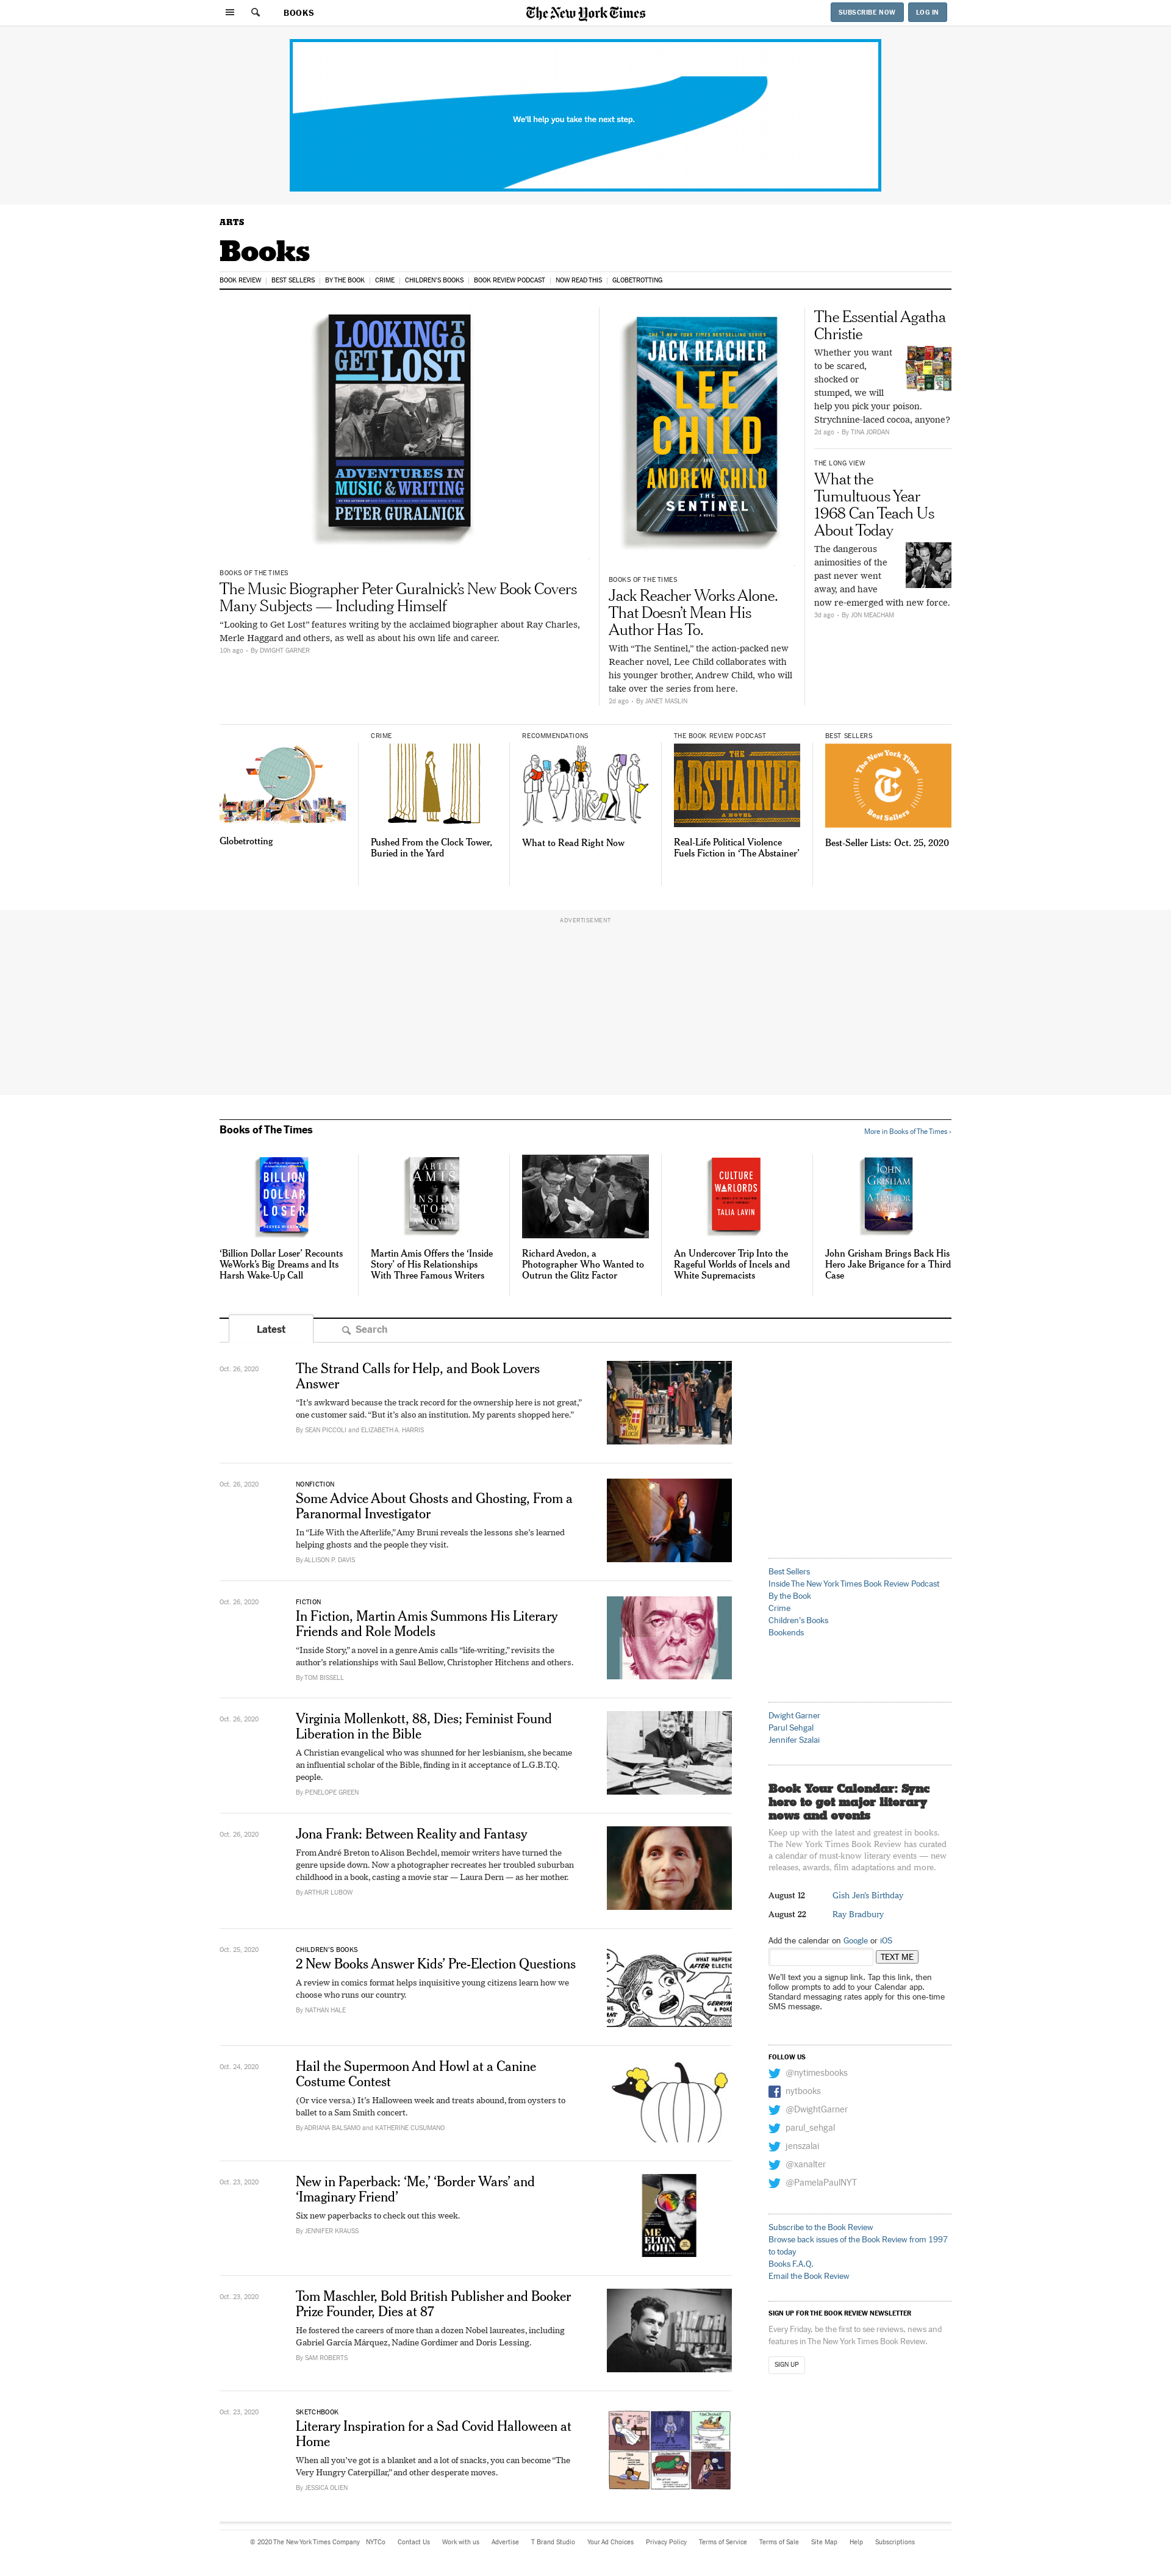 BOOKS
The New York Times
SUBSCRIBE NOW
LOG IN
We'll help you take the next step.
ARTS
Books
BOOK REVIEW
BEST SELLERS
BY THE BOOK
CRIME
CHILDREN'S BOOKS
BOOK REVIEW PODCAST
NOW READ THIS
GLOBETROTTING
LOOKING TO
GET LOST
ADVENTURES IN
MUSIC & WRITING
PETER GURALNICK
BOOKS OF THE TIMES
The Music Biographer Peter Guralnick's New Book Covers
Many Subjects — Including Himself
“Looking to Get Lost” features writing by the acclaimed biographer about Ray Charles,
Merle Haggard and others, as well as about his own life and career.
10h ago - By DWIGHT GARNER
#1 NEW YORK TIMES BESTSELLING SERIES
JACK REACHER
LEE
CHILD
AND
ANDREW CHILD
THE
SENTINEL
A NOVEL
BOOKS OF THE TIMES
Jack Reacher Works Alone.
That Doesn't Mean His
Author Has To.
With “The Sentinel,” the action-packed new
Reacher novel, Lee Child collaborates with
his younger brother, Andrew Child, who will
take over the series from here.
2d ago - By JANET MASLIN
The Essential Agatha
Christie
Whether you want
to be scared,
shocked or
stumped, we will
help you pick your poison.
Strychnine-laced cocoa, anyone?
2d ago - By TINA JORDAN
THE LONG VIEW
What the
Tumultuous Year
1968 Can Teach Us
About Today
The dangerous
animosities of the
past never went
away, and have
now re-emerged with new force.
3d ago - By JON MEACHAM
Globetrotting
CRIME
Pushed From the Clock Tower,
Buried in the Yard
RECOMMENDATIONS
What to Read Right Now
THE BOOK REVIEW PODCAST
THE
ABSTAINER
A NOVEL
Real-Life Political Violence
Fuels Fiction in ‘The Abstainer’
BEST SELLERS
The New York Times
Best Sellers
Best-Seller Lists: Oct. 25, 2020
ADVERTISEMENT
Books of The Times
More in Books of The Times ›
BILLION
DOLLAR
LOSER
‘Billion Dollar Loser’ Recounts
WeWork's Big Dreams and Its
Harsh Wake-Up Call
MARTIN
AMIS
INSIDE
STORY
A NOVEL
Martin Amis Offers the ‘Inside
Story’ of His Relationships
With Three Famous Writers
Richard Avedon, a
Photographer Who Wanted to
Outrun the Glitz Factor
CULTURE
WARLORDS
TALIA LAVIN
An Undercover Trip Into the
Rageful Worlds of Incels and
White Supremacists
JOHN
GRISHAM
A TIME FOR
MERCY
John Grisham Brings Back His
Hero Jake Brigance for a Third
Case
Latest
Search
Oct. 26, 2020
The Strand Calls for Help, and Book Lovers
Answer
“It's awkward because the track record for the ownership here is not great,”
one customer said. “But it's also an institution. My parents shopped here.”
By SEAN PICCOLI and ELIZABETH A. HARRIS
Oct. 26, 2020
NONFICTION
Some Advice About Ghosts and Ghosting, From a
Paranormal Investigator
In “Life With the Afterlife,” Amy Bruni reveals the lessons she's learned
helping ghosts and the people they visit.
By ALLISON P. DAVIS
Oct. 26, 2020
FICTION
In Fiction, Martin Amis Summons His Literary
Friends and Role Models
“Inside Story,” a novel in a genre Amis calls “life-writing,” revisits the
author's relationships with Saul Bellow, Christopher Hitchens and others.
By TOM BISSELL
Oct. 26, 2020
Virginia Mollenkott, 88, Dies; Feminist Found
Liberation in the Bible
A Christian evangelical who was shunned for her lesbianism, she became
an influential scholar of the Bible, finding in it acceptance of L.G.B.T.Q.
people.
By PENELOPE GREEN
Oct. 26, 2020
Jona Frank: Between Reality and Fantasy
From André Breton to Alison Bechdel, memoir writers have turned the
genre upside down. Now a photographer recreates her troubled suburban
childhood in a book, casting a movie star — Laura Dern — as her mother.
By ARTHUR LUBOW
Oct. 25, 2020
CHILDREN'S BOOKS
2 New Books Answer Kids' Pre-Election Questions
A review in comics format helps inquisitive young citizens learn how we
choose who runs our country.
By NATHAN HALE
WHAT HAPPENS
AFTER ELECTION
Oct. 24, 2020
Hail the Supermoon And Howl at a Canine
Costume Contest
(Or vice versa.) It's Halloween week and treats abound, from oysters to
ballet to a Sam Smith concert.
By ADRIANA BALSAMO and KATHERINE CUSUMANO
Oct. 23, 2020
New in Paperback: ‘Me,’ ‘Border Wars’ and
‘Imaginary Friend’
Six new paperbacks to check out this week.
By JENNIFER KRAUSS
ME
ELTON
JOHN
Oct. 23, 2020
Tom Maschler, Bold British Publisher and Booker
Prize Founder, Dies at 87
He fostered the careers of more than a dozen Nobel laureates, including
Gabriel García Márquez, Nadine Gordimer and Doris Lessing.
By SAM ROBERTS
Oct. 23, 2020
SKETCHBOOK
Literary Inspiration for a Sad Covid Halloween at
Home
When all you've got is a blanket and a lot of snacks, you can become “The
Very Hungry Caterpillar,” and other desperate moves.
By JESSICA OLIEN
Best Sellers
Inside The New York Times Book Review Podcast
By the Book
Crime
Children's Books
Bookends
Dwight Garner
Parul Sehgal
Jennifer Szalai
Book Your Calendar: Sync
here to get major literary
news and events
Keep up with the latest and greatest in books.
The New York Times Book Review has curated
a calendar of must-know literary events — new
releases, awards, film adaptations and more.
August 12 Gish Jen's Birthday
August 22 Ray Bradbury
Add the calendar on Google or iOS
TEXT ME
We'll text you a signup link. Tap this link, then
follow prompts to add to your Calendar app.
Standard messaging rates apply for this one-time
SMS message.
FOLLOW US
@nytimesbooks
nytbooks
@DwightGarner
parul_sehgal
jenszalai
@xanalter
@PamelaPaulNYT
Subscribe to the Book Review
Browse back issues of the Book Review from 1997
to today
Books F.A.Q.
Email the Book Review
SIGN UP FOR THE BOOK REVIEW NEWSLETTER
Every Friday, be the first to see reviews, news and
features in The New York Times Book Review.
SIGN UP
© 2020 The New York Times Company
NYTCo
Contact Us
Work with us
Advertise
T Brand Studio
Your Ad Choices
Privacy Policy
Terms of Service
Terms of Sale
Site Map
Help
Subscriptions